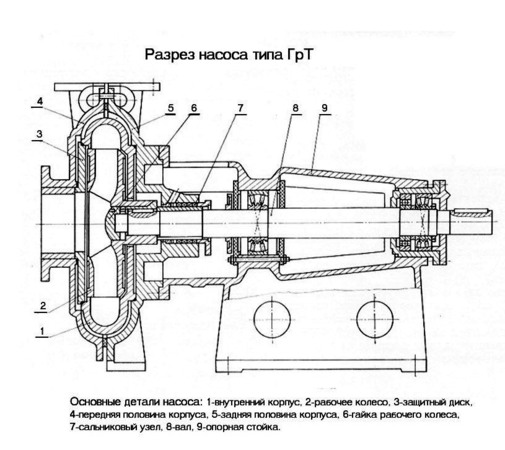 Разрез насоса типа ГрТ
4 5 6 7 8 9
3
2
1
Основные детали насоса: 1-внутренний корпус, 2-рабочее колесо, 3-защитный диск,
4-передняя половина корпуса, 5-задняя половина корпуса, 6-гайка рабочего колеса,
7-сальниковый узел, 8-вал, 9-опорная стойка.